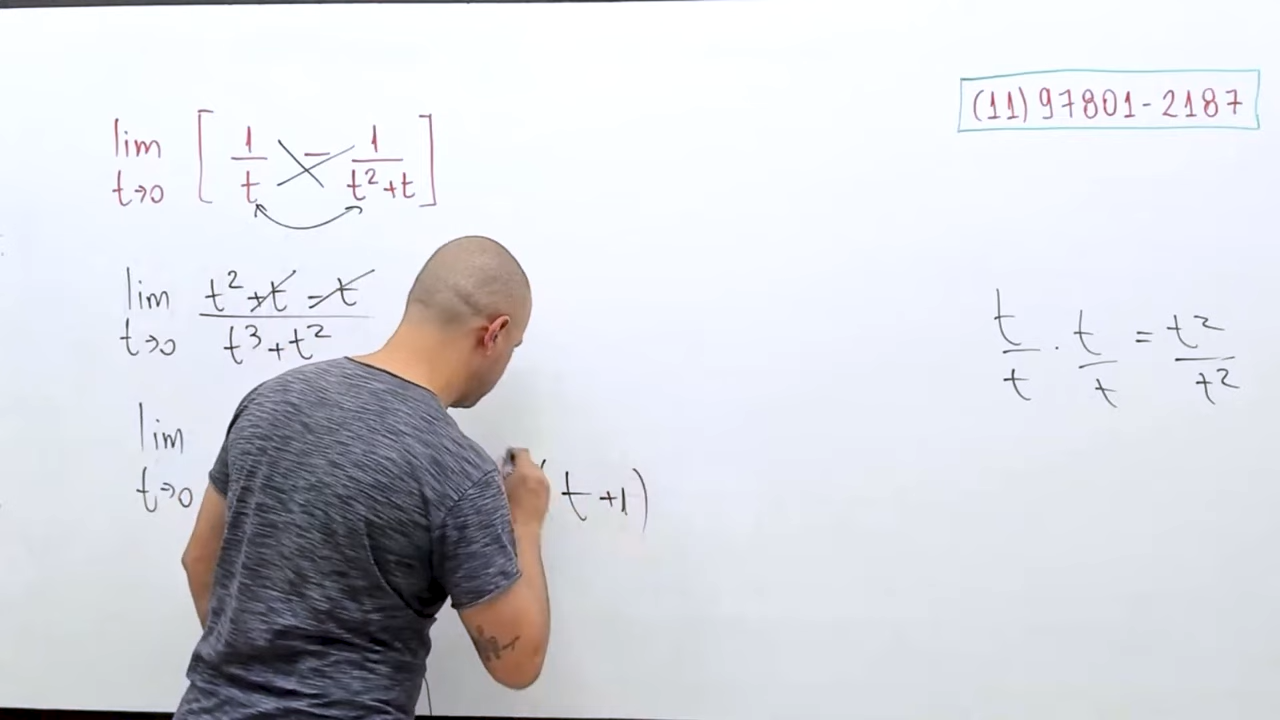 (11) 97801-2187
lim t→0 [ 1/t - 1/(t²+t) ]
lim t→0 (t²+t-t)/(t³+t²)
t/t · t/t = t²/t²
lim t→0 (t+1)